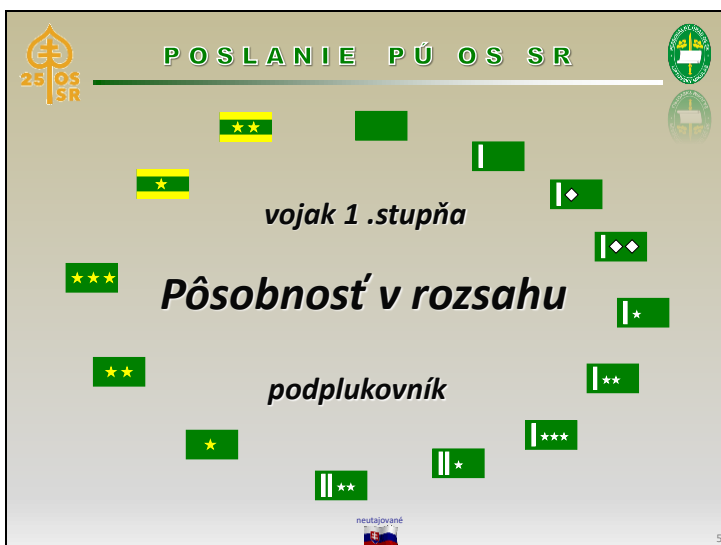 25 OS
SR
POSLANIE PÚ OS SR
vojak 1 .stupňa
Pôsobnosť v rozsahu
podplukovník
neutajované
5